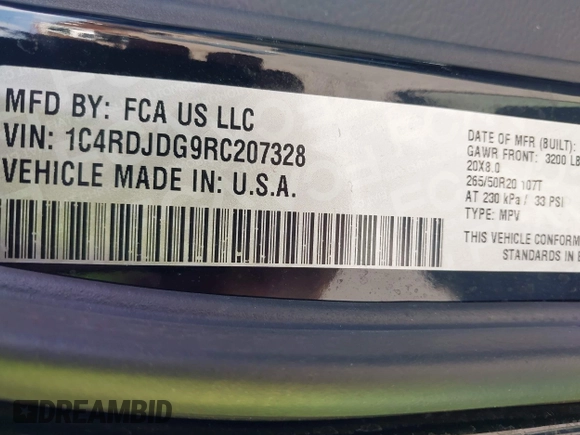 MFD BY: FCA US LLC
VIN: 1C4RDJDG9RC207328
VEHICLE MADE IN: U.S.A.
DATE OF MFR (BUILT):
GAWR FRONT: 3200 LB
20X8.0
265/50R20 107T
AT 230 kPa / 33 PSI
TYPE: MPV
THIS VEHICLE CONFORM
STANDARDS IN
DREAMBID